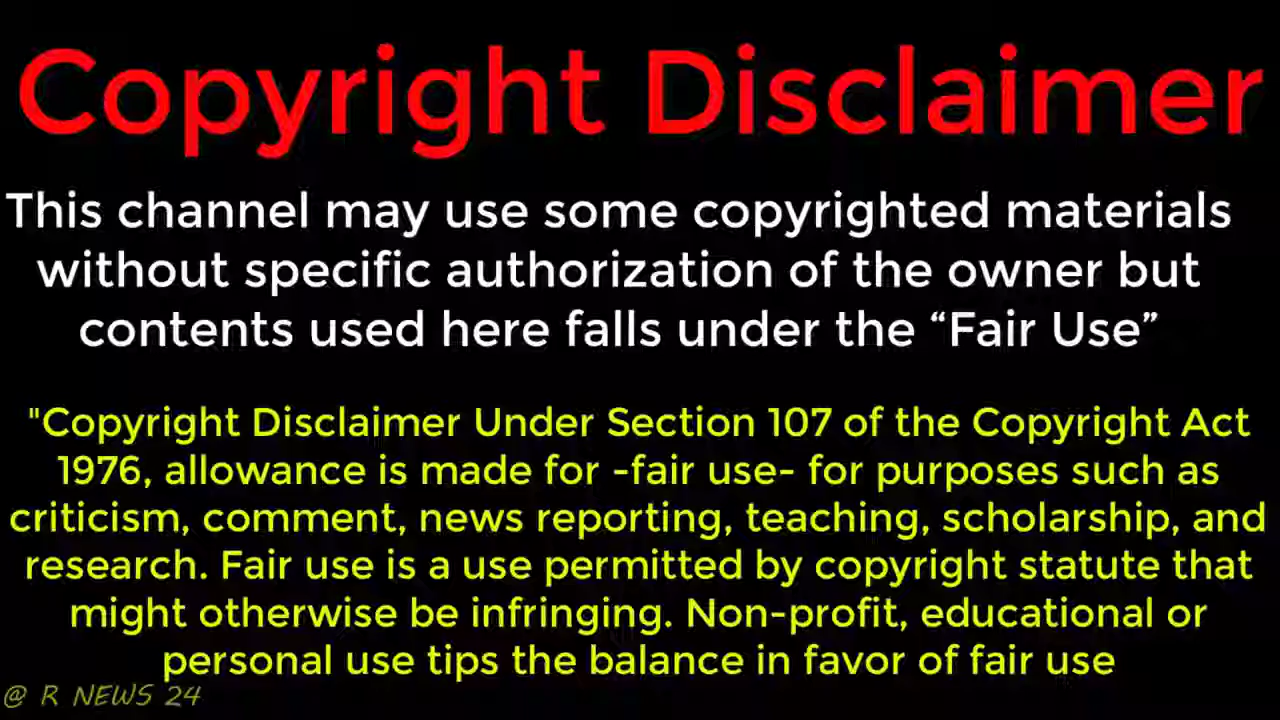 Copyright Disclaimer
This channel may use some copyrighted materials
without specific authorization of the owner but
contents used here falls under the “Fair Use”
"Copyright Disclaimer Under Section 107 of the Copyright Act
1976, allowance is made for -fair use- for purposes such as
criticism, comment, news reporting, teaching, scholarship, and
research. Fair use is a use permitted by copyright statute that
might otherwise be infringing. Non-profit, educational or
personal use tips the balance in favor of fair use
@ R NEWS 24